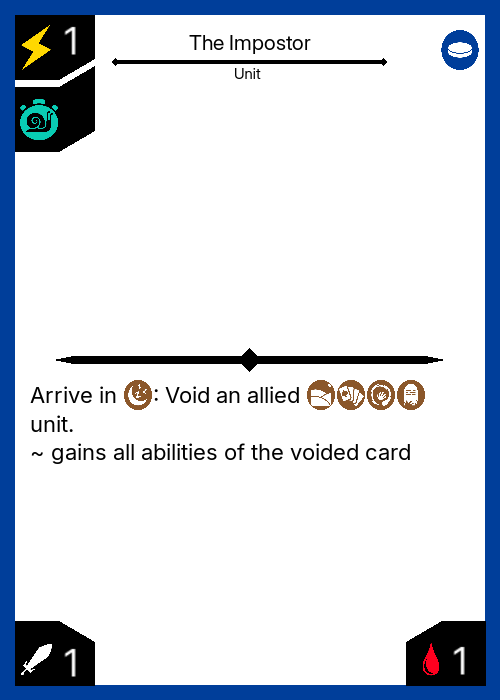 1
The Impostor
Unit
Arrive in : Void an allied
unit.
~ gains all abilities of the voided card
1
1